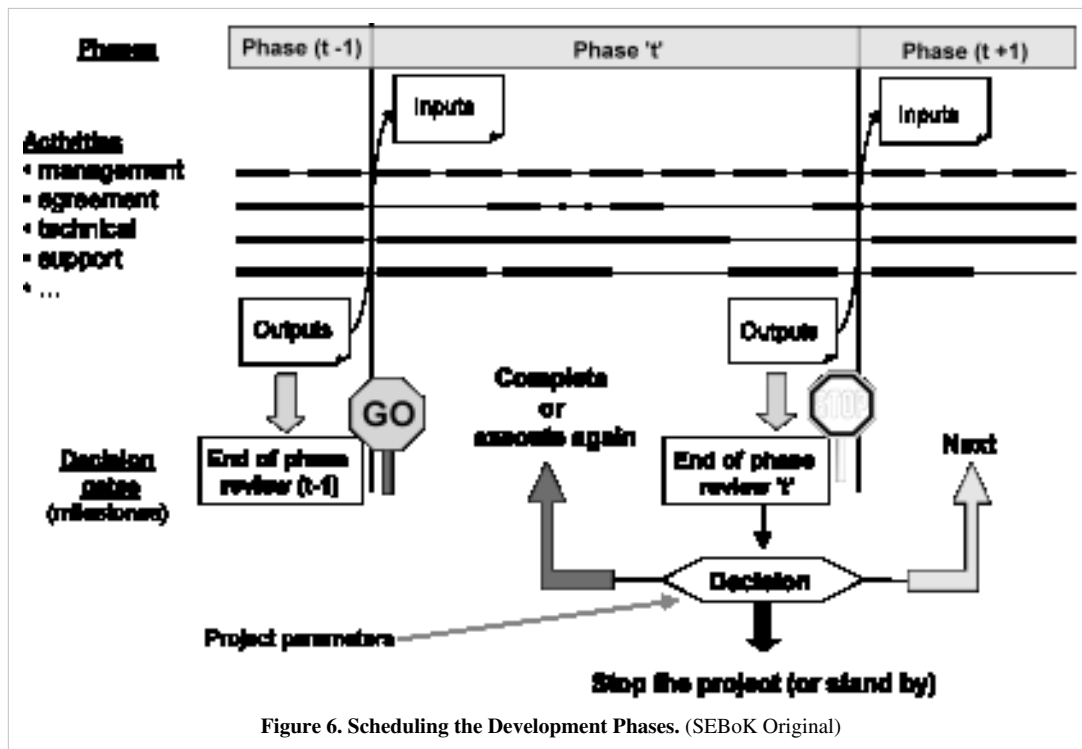 Phases
Phase (t -1)
Phase 't'
Phase (t +1)
Inputs
Inputs
Activities
• management
• agreement
• technical
• support
• ...
Outputs
Outputs
GO
STOP
Complete
or
execute again
Next
Decision
gates
(milestones)
End of phase
review (t-1)
End of phase
review 't'
Decision
Project parameters
Stop the project (or stand by)
Figure 6. Scheduling the Development Phases. (SEBoK Original)